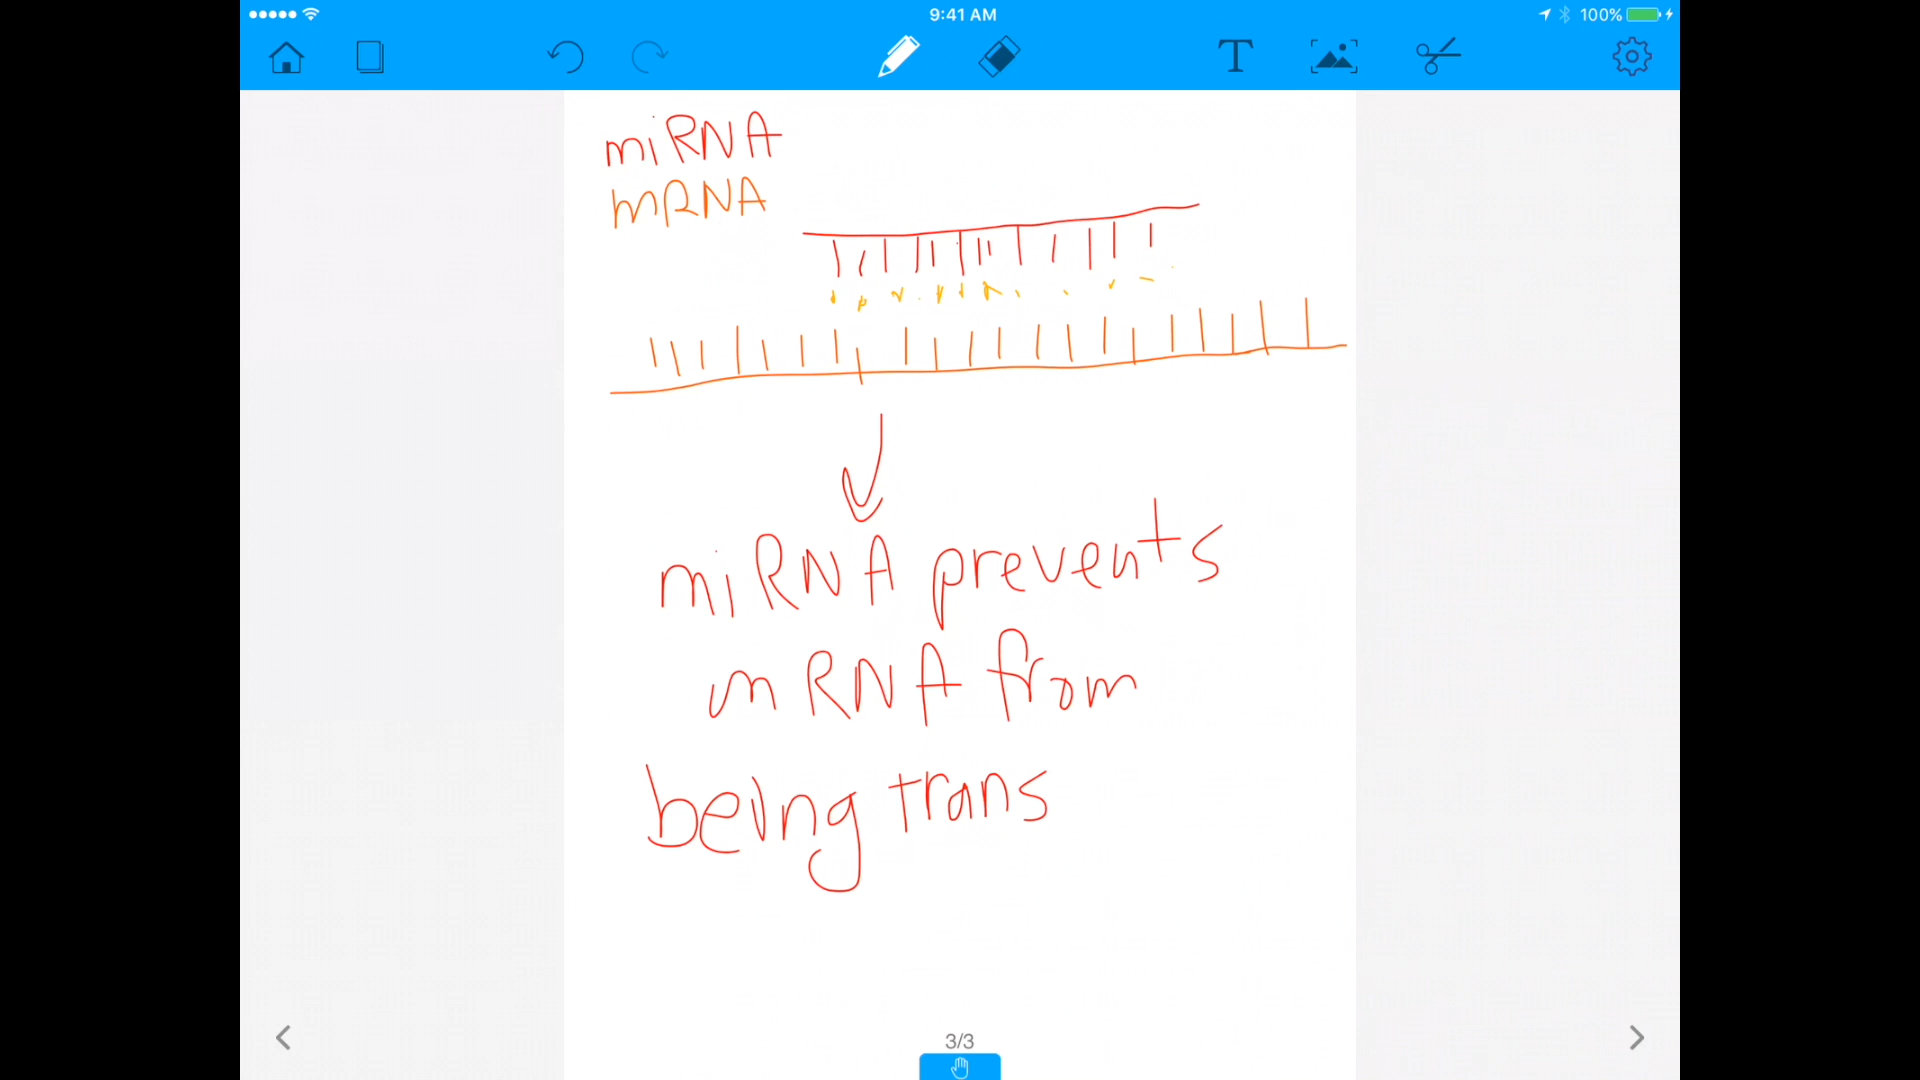 9:41 AM
100%
T
miRNA
mRNA
miRNA prevents
mRNA from
being trans
3/3